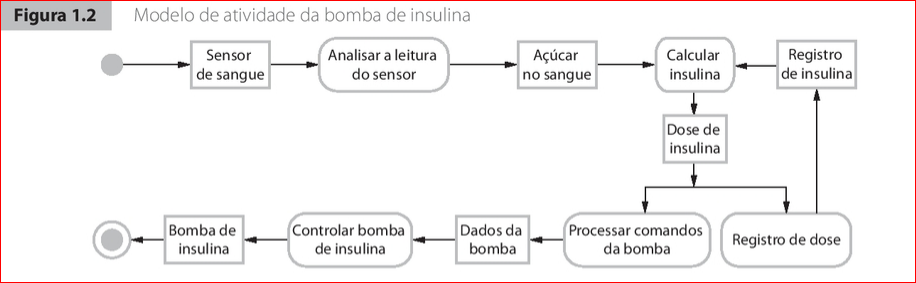 Figura 1.2 Modelo de atividade da bomba de insulina
Sensor
de sangue
Analisar a leitura
do sensor
Açúcar
no sangue
Calcular
insulina
Registro
de insulina
Dose de
insulina
Bomba de
insulina
Controlar bomba
de insulina
Dados da
bomba
Processar comandos
da bomba
Registro de dose